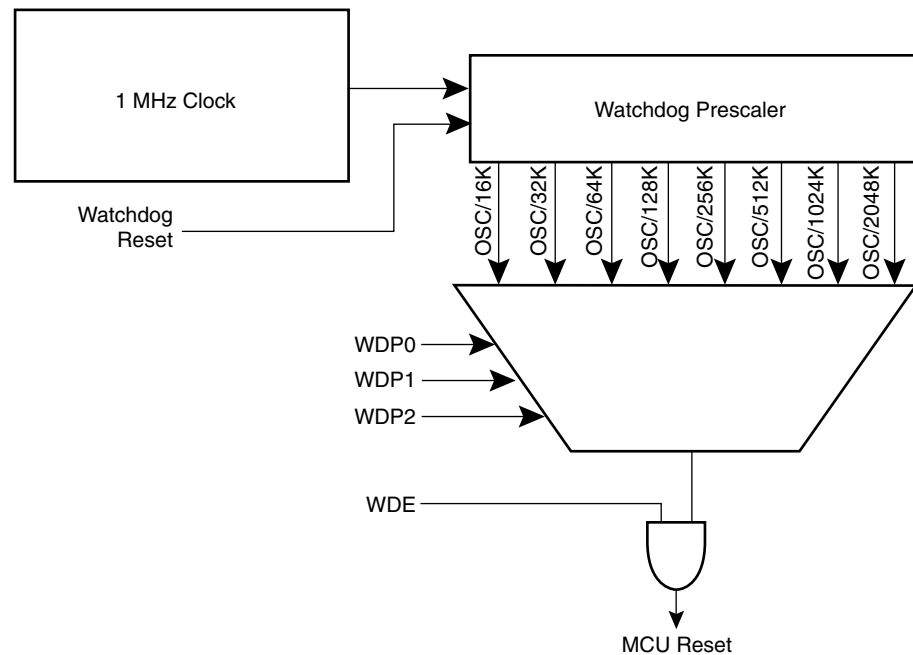 1 MHz Clock
Watchdog Prescaler
Watchdog
Reset
OSC/16K
OSC/32K
OSC/64K
OSC/128K
OSC/256K
OSC/512K
OSC/1024K
OSC/2048K
WDP0
WDP1
WDP2
WDE
MCU Reset